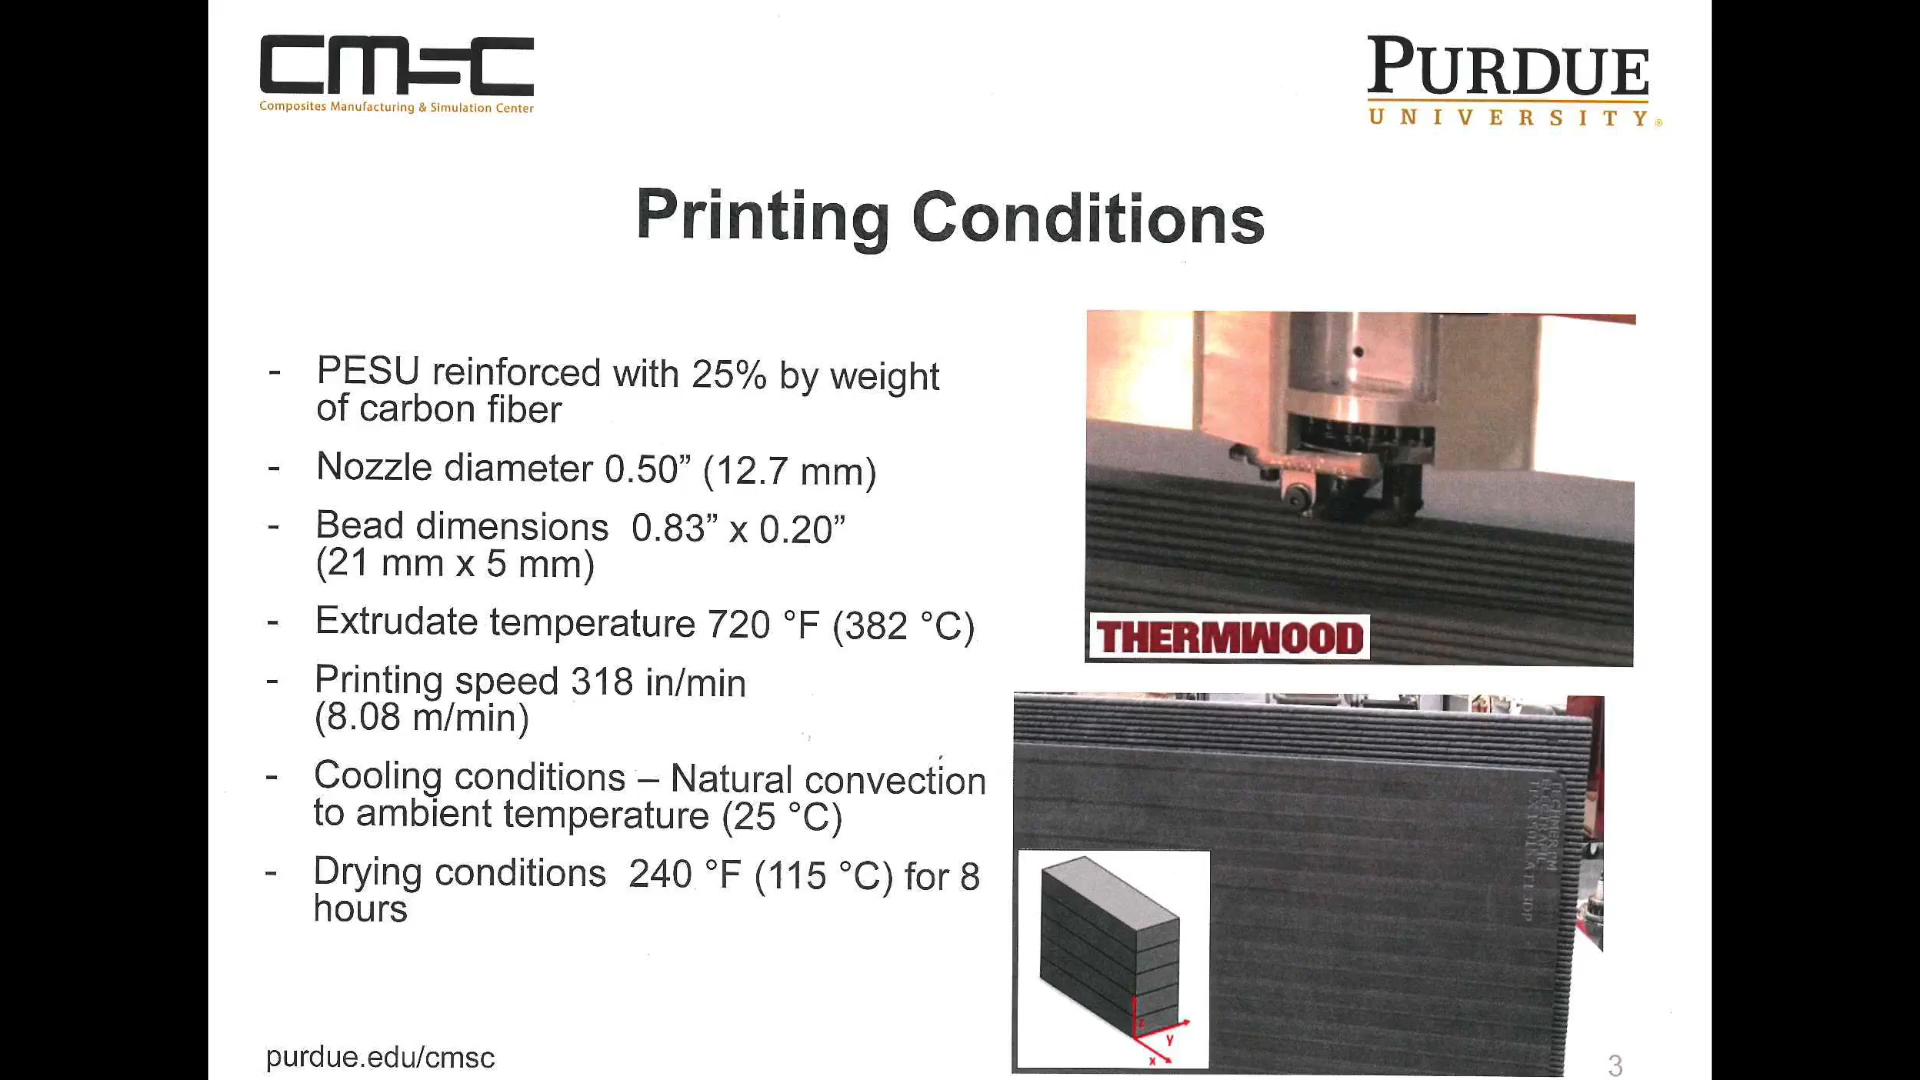 CMSC
Composites Manufacturing & Simulation Center
PURDUE
UNIVERSITY®
Printing Conditions
- PESU reinforced with 25% by weight
of carbon fiber
- Nozzle diameter 0.50” (12.7 mm)
- Bead dimensions 0.83” x 0.20”
(21 mm x 5 mm)
- Extrudate temperature 720 °F (382 °C)
- Printing speed 318 in/min
(8.08 m/min)
- Cooling conditions – Natural convection
to ambient temperature (25 °C)
- Drying conditions 240 °F (115 °C) for 8
hours
THERMWOOD
z
y
x
purdue.edu/cmsc
3